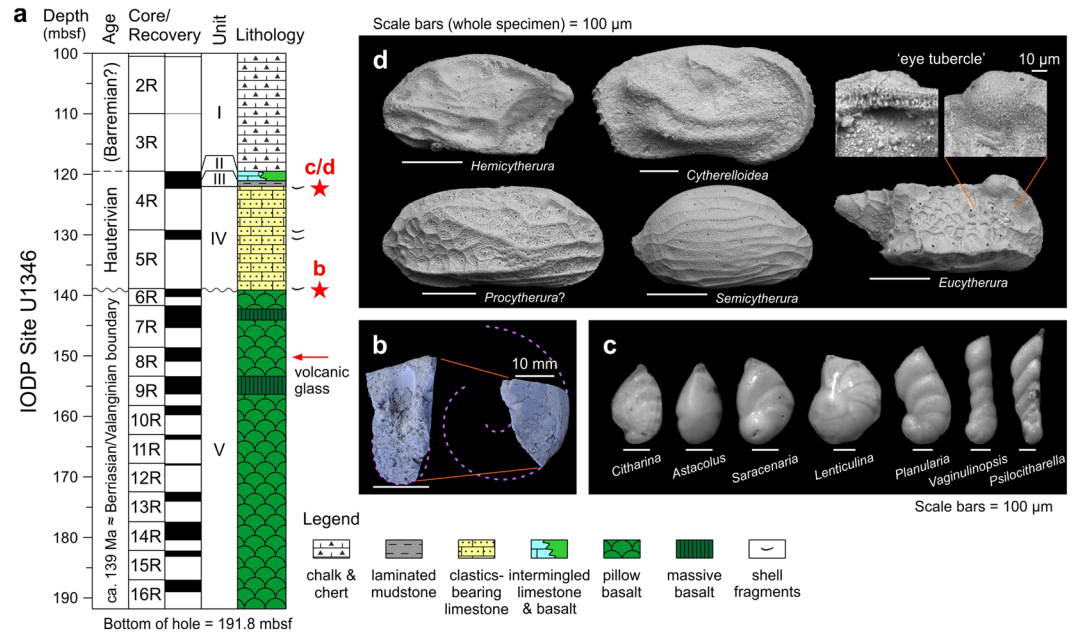 a
Depth
(mbsf)
Age
Core/
Recovery
Unit
Lithology
IODP Site U1346
100
110
120
130
140
150
160
170
180
190
(Barremian?)
Hauterivian
ca. 139 Ma ≈ Berriasian/Valanginian boundary
2R
3R
4R
5R
6R
7R
8R
9R
10R
11R
12R
13R
14R
15R
16R
I
II
III
IV
V
c/d
b
volcanic
glass
Bottom of hole = 191.8 mbsf
Scale bars (whole specimen) = 100 µm
d
'eye tubercle'
10 µm
Hemicytherura
Cytherelloidea
Procytherura?
Semicytherura
Eucytherura
b
10 mm
c
Citharina
Astacolus
Saracenaria
Lenticulina
Planularia
Vaginulinopsis
Psilocitharella
Scale bars = 100 µm
Legend
chalk &
chert
laminated
mudstone
clastics-
bearing
limestone
intermingled
limestone
& basalt
pillow
basalt
massive
basalt
shell
fragments